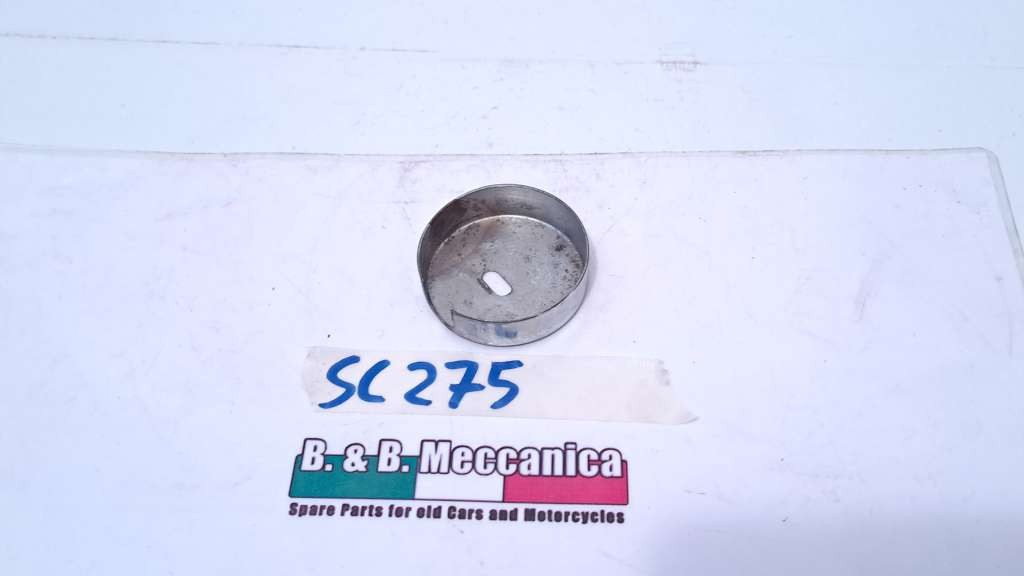 SC275
B. & B. Meccanica
Spare Parts for old Cars and Motorcycles